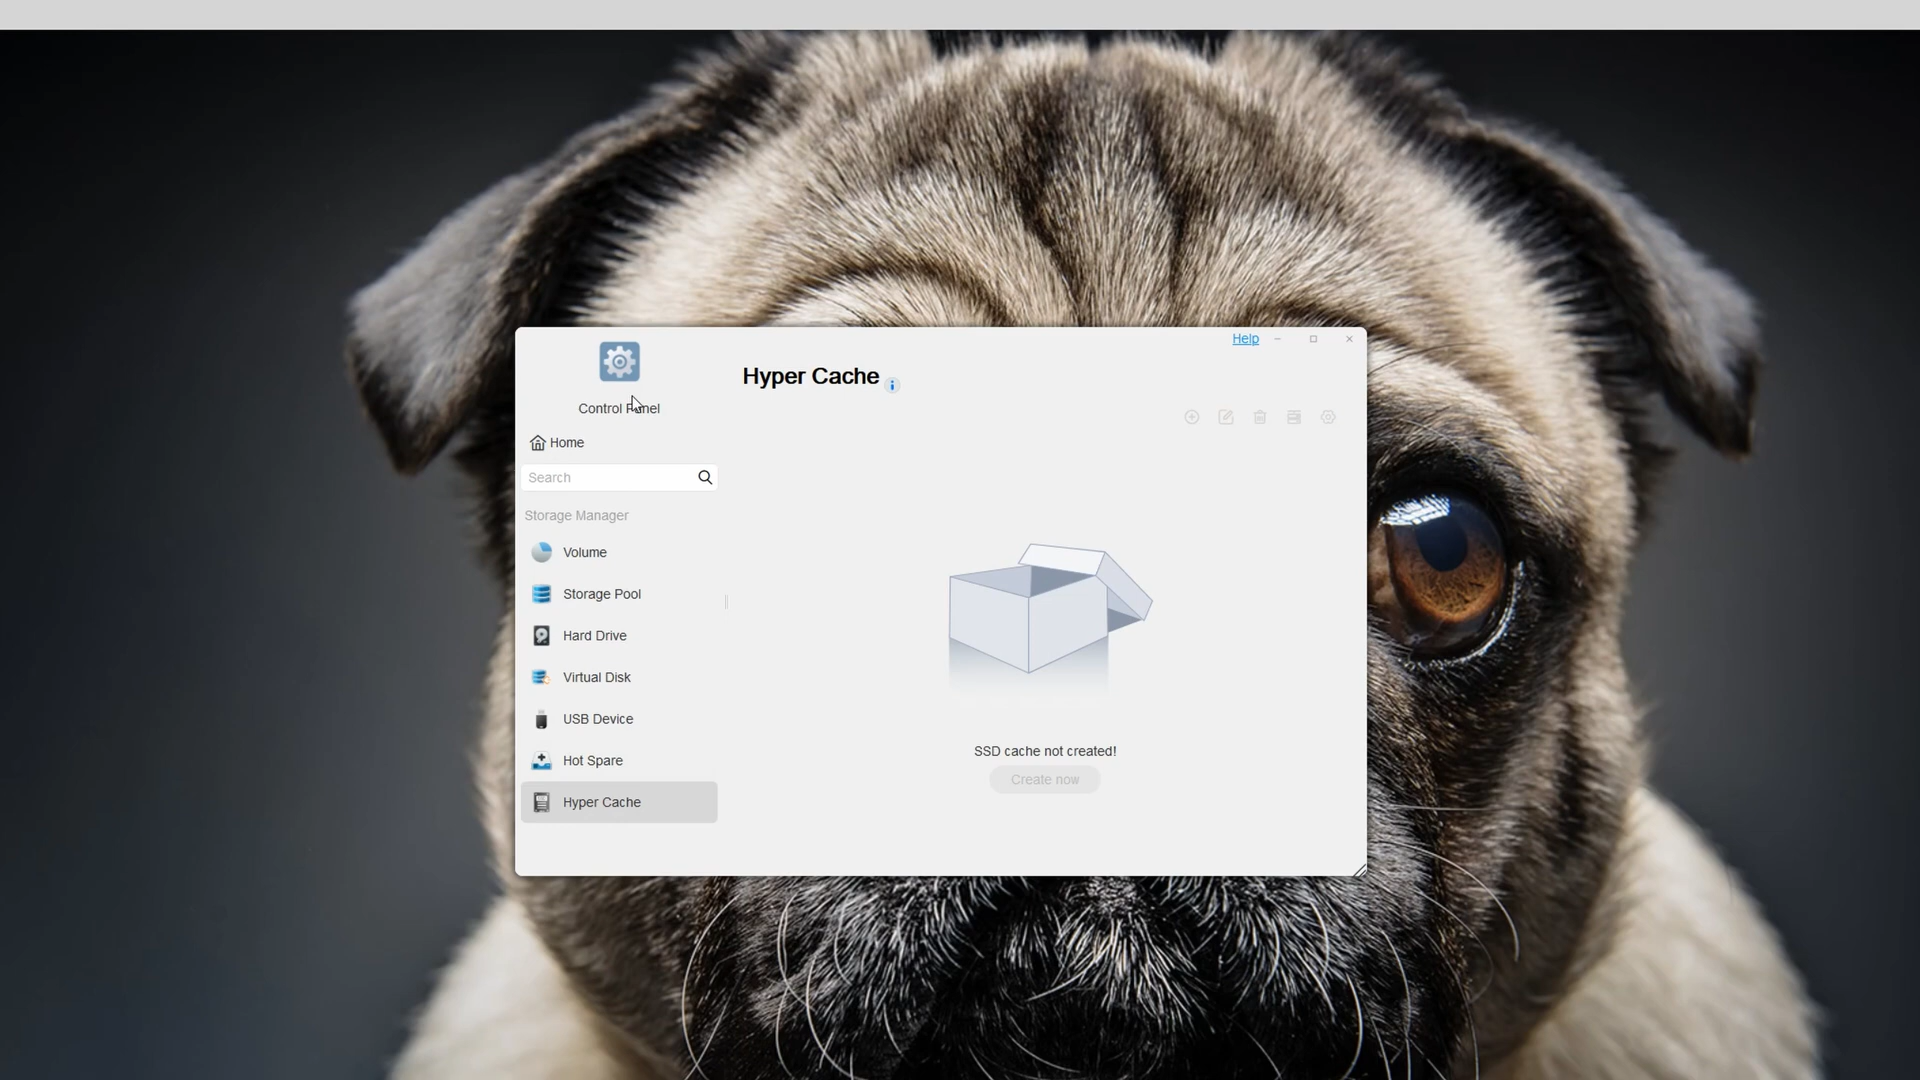 Help
Control Panel
Hyper Cache
Home
Search
Storage Manager
Volume
Storage Pool
Hard Drive
Virtual Disk
USB Device
Hot Spare
Hyper Cache
SSD cache not created!
Create now